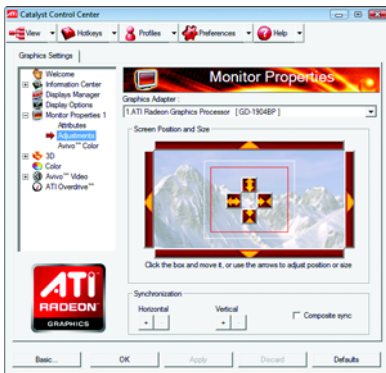 Catalyst Control Center
View Hotkeys Profiles Preferences Help
Graphics Settings
Welcome
Information Center
Displays Manager
Display Options
Monitor Properties 1
Attributes
Adjustments
Avivo™ Color
3D
Color
Avivo™ Video
ATI Overdrive™
Monitor Properties
Graphics Adapter :
1.ATI Radeon Graphics Processor [ GD-1904BP ]
Screen Position and Size
Click the box and move it, or use the arrows to adjust position or size
Synchronization
Horizontal
Vertical
+ -
+ -
Composite sync
ATI
RADEON
GRAPHICS
Basic...
OK
Apply
Discard
Defaults